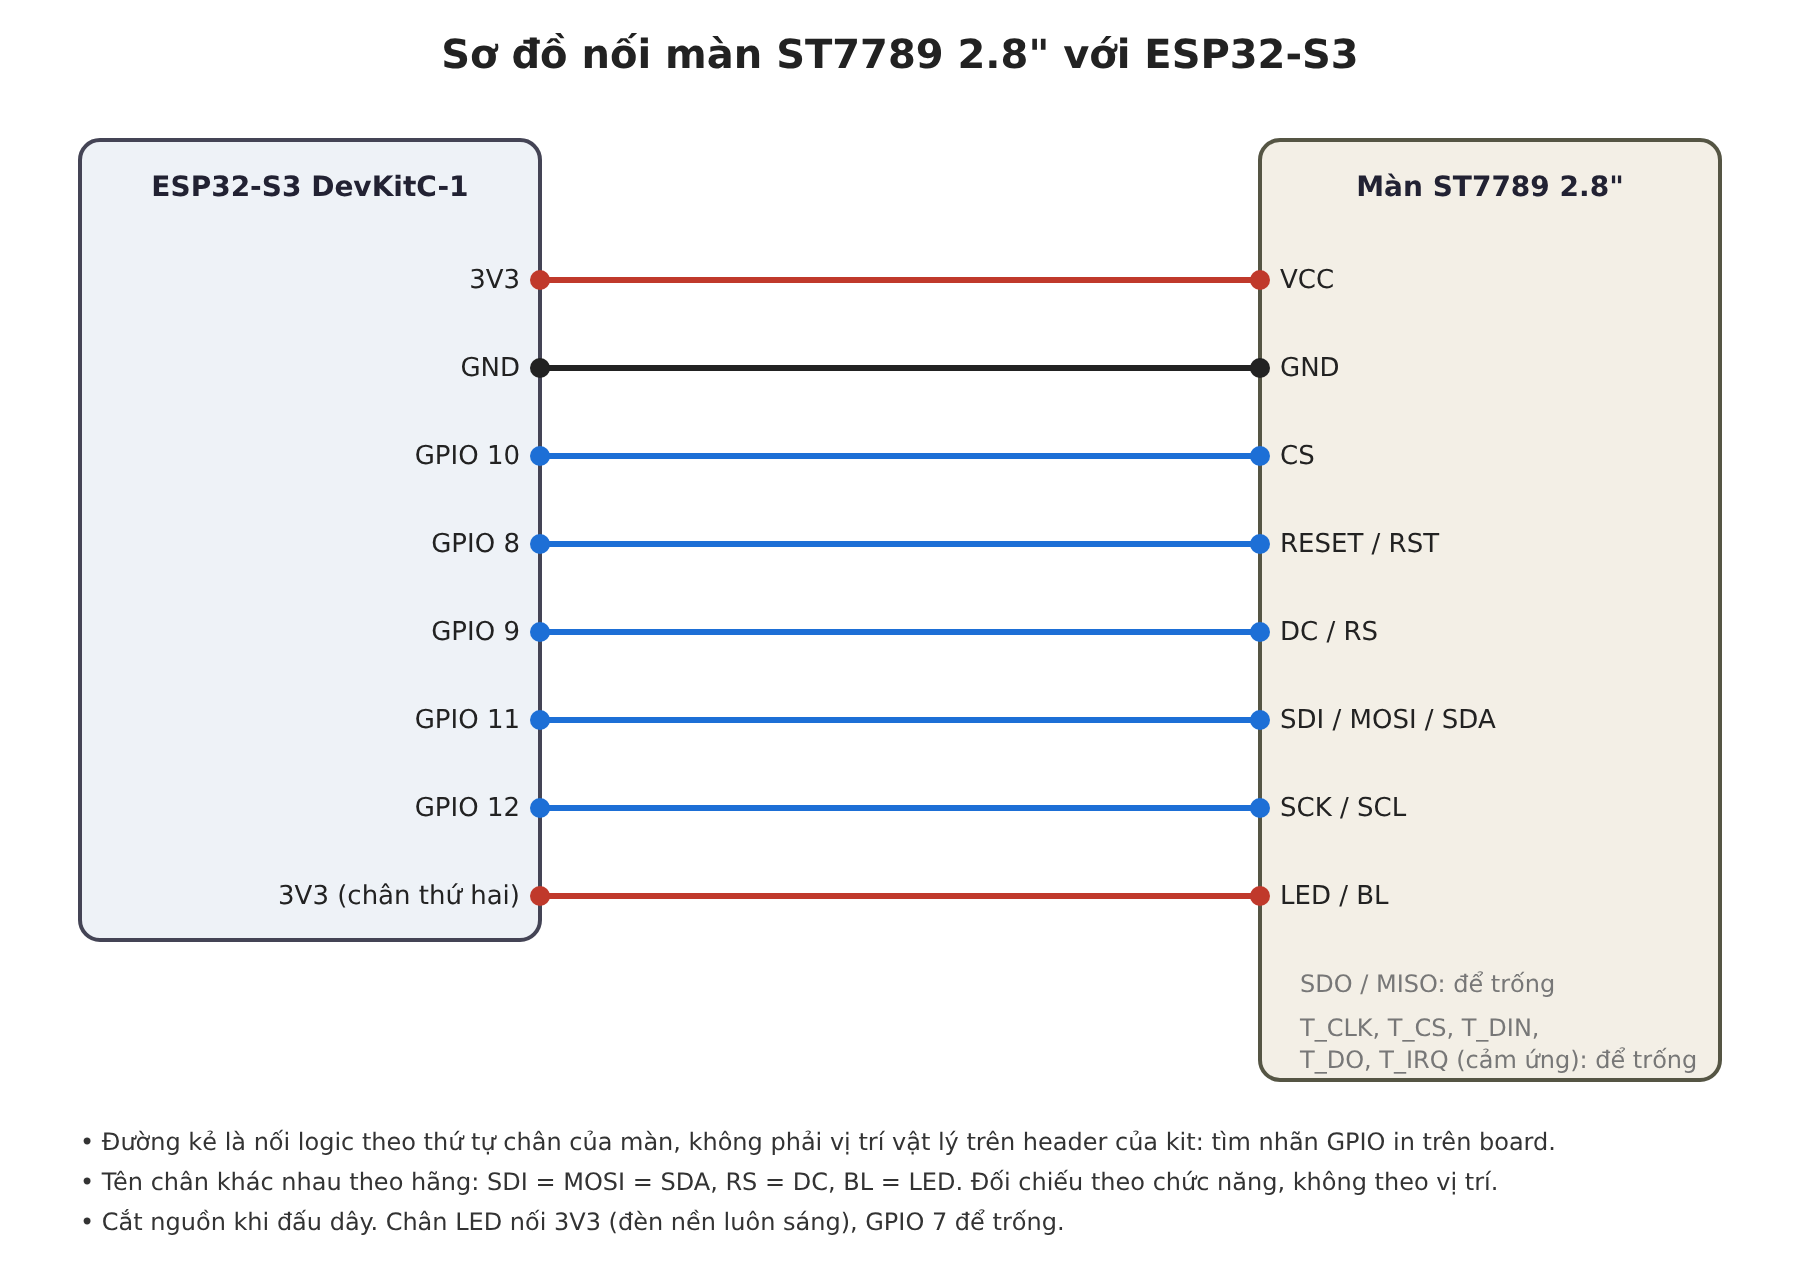 Sơ đồ nối màn ST7789 2.8" với ESP32-S3
ESP32-S3 DevKitC-1
Màn ST7789 2.8"
3V3
VCC
GND
GND
GPIO 10
CS
GPIO 8
RESET / RST
GPIO 9
DC / RS
GPIO 11
SDI / MOSI / SDA
GPIO 12
SCK / SCL
3V3 (chân thứ hai)
LED / BL
SDO / MISO: để trống
T_CLK, T_CS, T_DIN,
T_DO, T_IRQ (cảm ứng): để trống
• Đường kẻ là nối logic theo thứ tự chân của màn, không phải vị trí vật lý trên header của kit: tìm nhãn GPIO in trên board.
• Tên chân khác nhau theo hãng: SDI = MOSI = SDA, RS = DC, BL = LED. Đối chiếu theo chức năng, không theo vị trí.
• Cắt nguồn khi đấu dây. Chân LED nối 3V3 (đèn nền luôn sáng), GPIO 7 để trống.